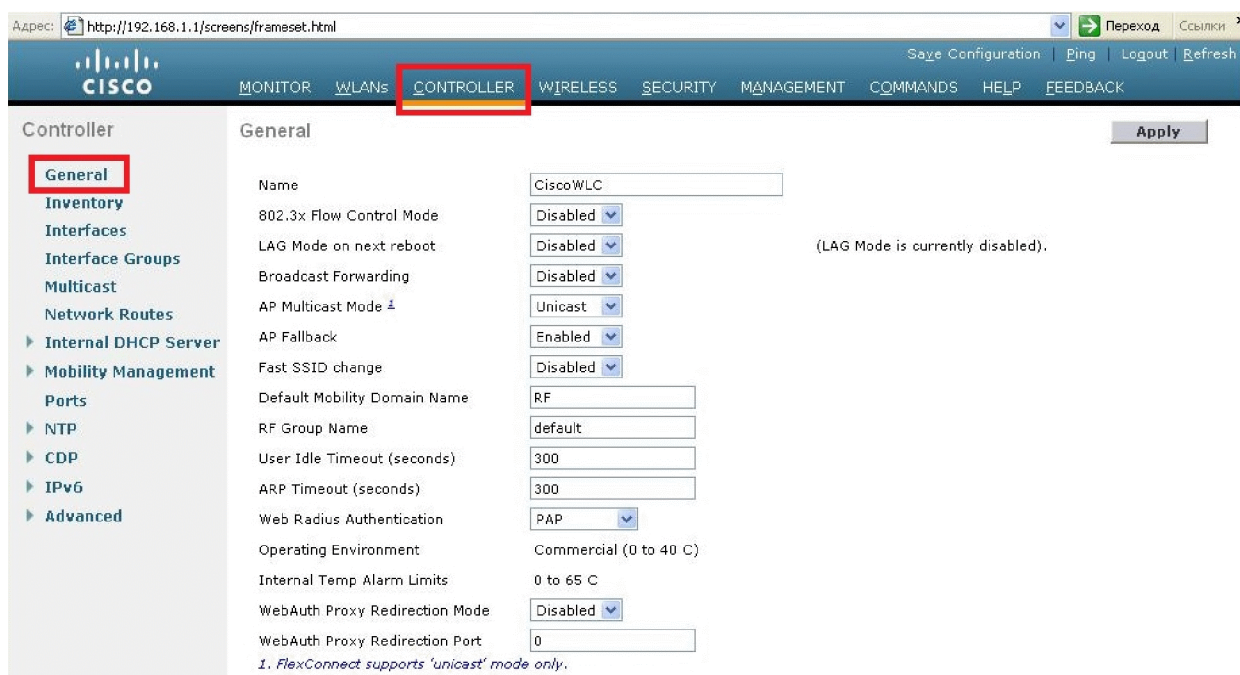 Адрес: http://192.168.1.1/screens/frameset.html Переход Ссылки
Save Configuration | Ping | Logout | Refresh
CISCO
MONITOR WLANs CONTROLLER WIRELESS SECURITY MANAGEMENT COMMANDS HELP FEEDBACK
Controller
General
Inventory
Interfaces
Interface Groups
Multicast
Network Routes
Internal DHCP Server
Mobility Management
Ports
NTP
CDP
IPv6
Advanced
General Apply
Name CiscoWLC
802.3x Flow Control Mode Disabled
LAG Mode on next reboot Disabled (LAG Mode is currently disabled).
Broadcast Forwarding Disabled
AP Multicast Mode 1 Unicast
AP Fallback Enabled
Fast SSID change Disabled
Default Mobility Domain Name RF
RF Group Name default
User Idle Timeout (seconds) 300
ARP Timeout (seconds) 300
Web Radius Authentication PAP
Operating Environment Commercial (0 to 40 C)
Internal Temp Alarm Limits 0 to 65 C
WebAuth Proxy Redirection Mode Disabled
WebAuth Proxy Redirection Port 0
1. FlexConnect supports 'unicast' mode only.